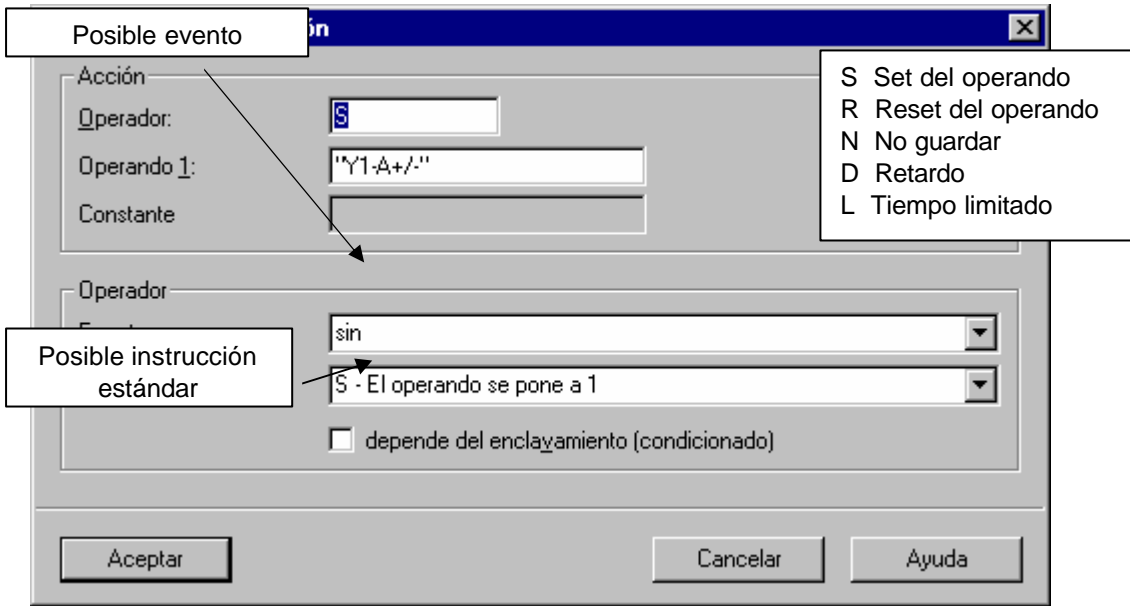 Posible evento
ón
Acción
Operador:
S
Operando 1:
"Y1-A+/-"
Constante
S Set del operando
R Reset del operando
N No guardar
D Retardo
L Tiempo limitado
Operador
sin
Posible instrucción
estándar
S - El operando se pone a 1
depende del enclavamiento (condicionado)
Aceptar
Cancelar
Ayuda